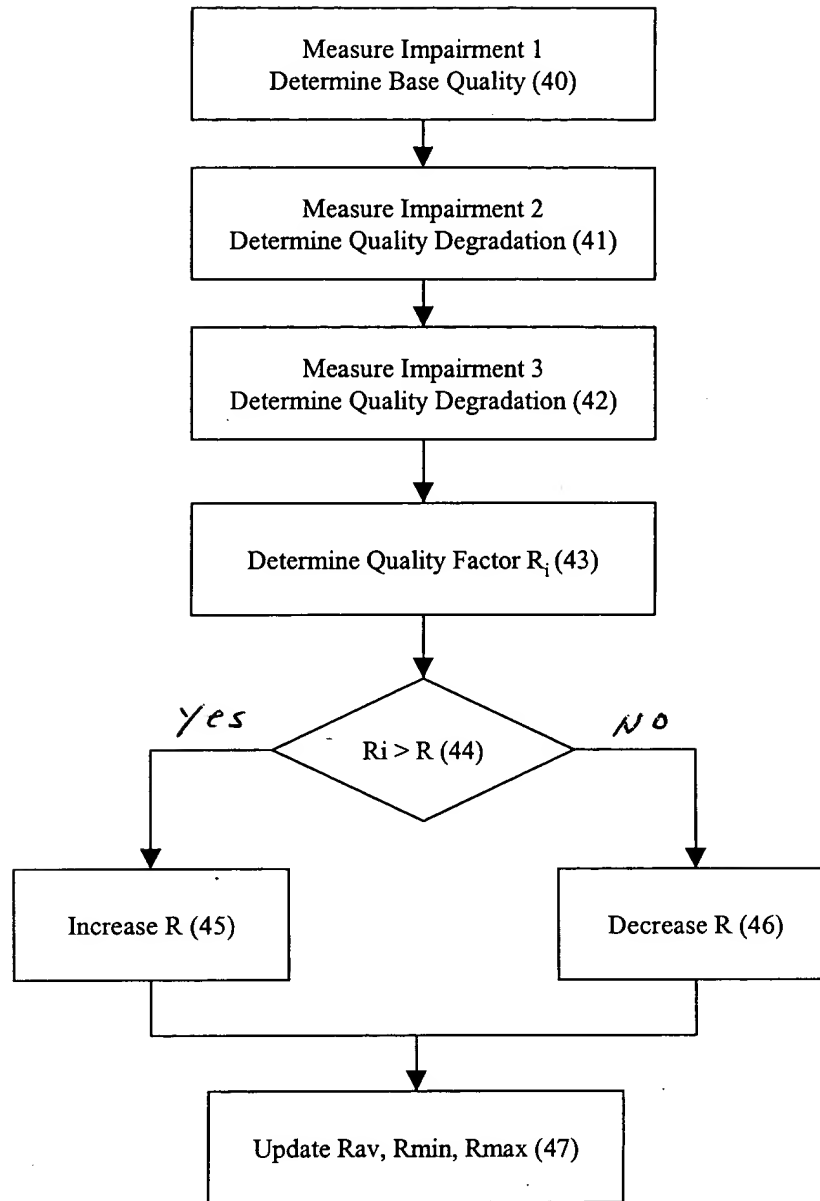 Measure Impairment 1
Determine Base Quality (40)
Measure Impairment 2
Determine Quality Degradation (41)
Measure Impairment 3
Determine Quality Degradation (42)
Determine Quality Factor Ri (43)
Ri > R (44)
Yes
No
Increase R (45)
Decrease R (46)
Update Rav, Rmin, Rmax (47)